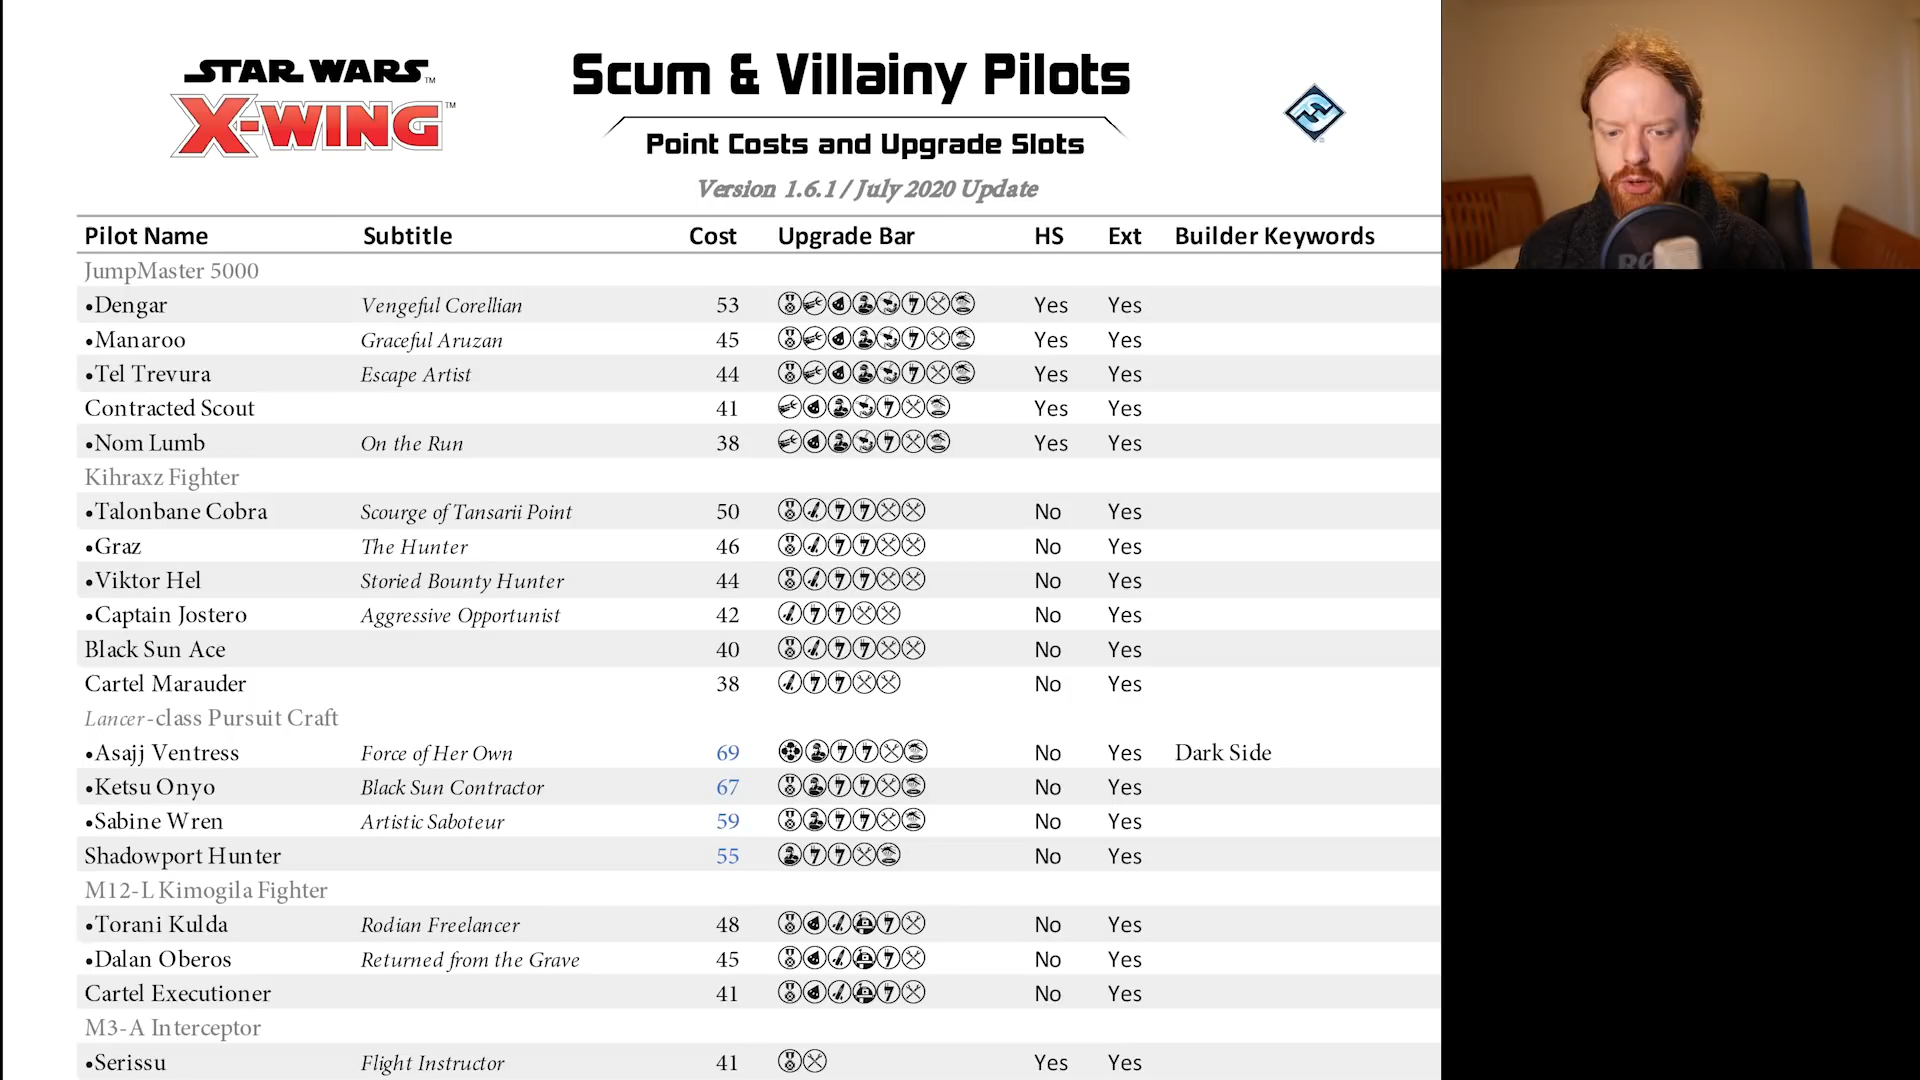 STAR WARS™
X-WING™
Scum & Villainy Pilots
Point Costs and Upgrade Slots
Version 1.6.1 / July 2020 Update
Pilot Name Subtitle Cost Upgrade Bar HS Ext Builder Keywords
JumpMaster 5000
•Dengar Vengeful Corellian 53 Yes Yes
•Manaroo Graceful Aruzan 45 Yes Yes
•Tel Trevura Escape Artist 44 Yes Yes
Contracted Scout 41 Yes Yes
•Nom Lumb On the Run 38 Yes Yes
Kihraxz Fighter
•Talonbane Cobra Scourge of Tansarii Point 50 No Yes
•Graz The Hunter 46 No Yes
•Viktor Hel Storied Bounty Hunter 44 No Yes
•Captain Jostero Aggressive Opportunist 42 No Yes
Black Sun Ace 40 No Yes
Cartel Marauder 38 No Yes
Lancer-class Pursuit Craft
•Asajj Ventress Force of Her Own 69 No Yes Dark Side
•Ketsu Onyo Black Sun Contractor 67 No Yes
•Sabine Wren Artistic Saboteur 59 No Yes
Shadowport Hunter 55 No Yes
M12-L Kimogila Fighter
•Torani Kulda Rodian Freelancer 48 No Yes
•Dalan Oberos Returned from the Grave 45 No Yes
Cartel Executioner 41 No Yes
M3-A Interceptor
•Serissu Flight Instructor 41 Yes Yes